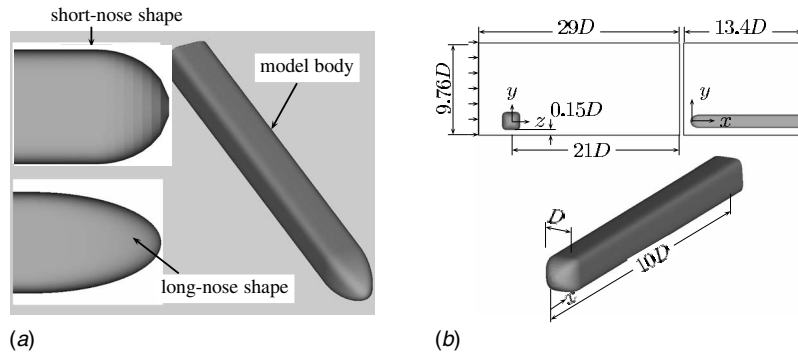 short-nose shape
model body
long-nose shape
(a)
29D
13.4D
9.76D
y
z
0.15D
21D
y
x
D
10D
x
(b)